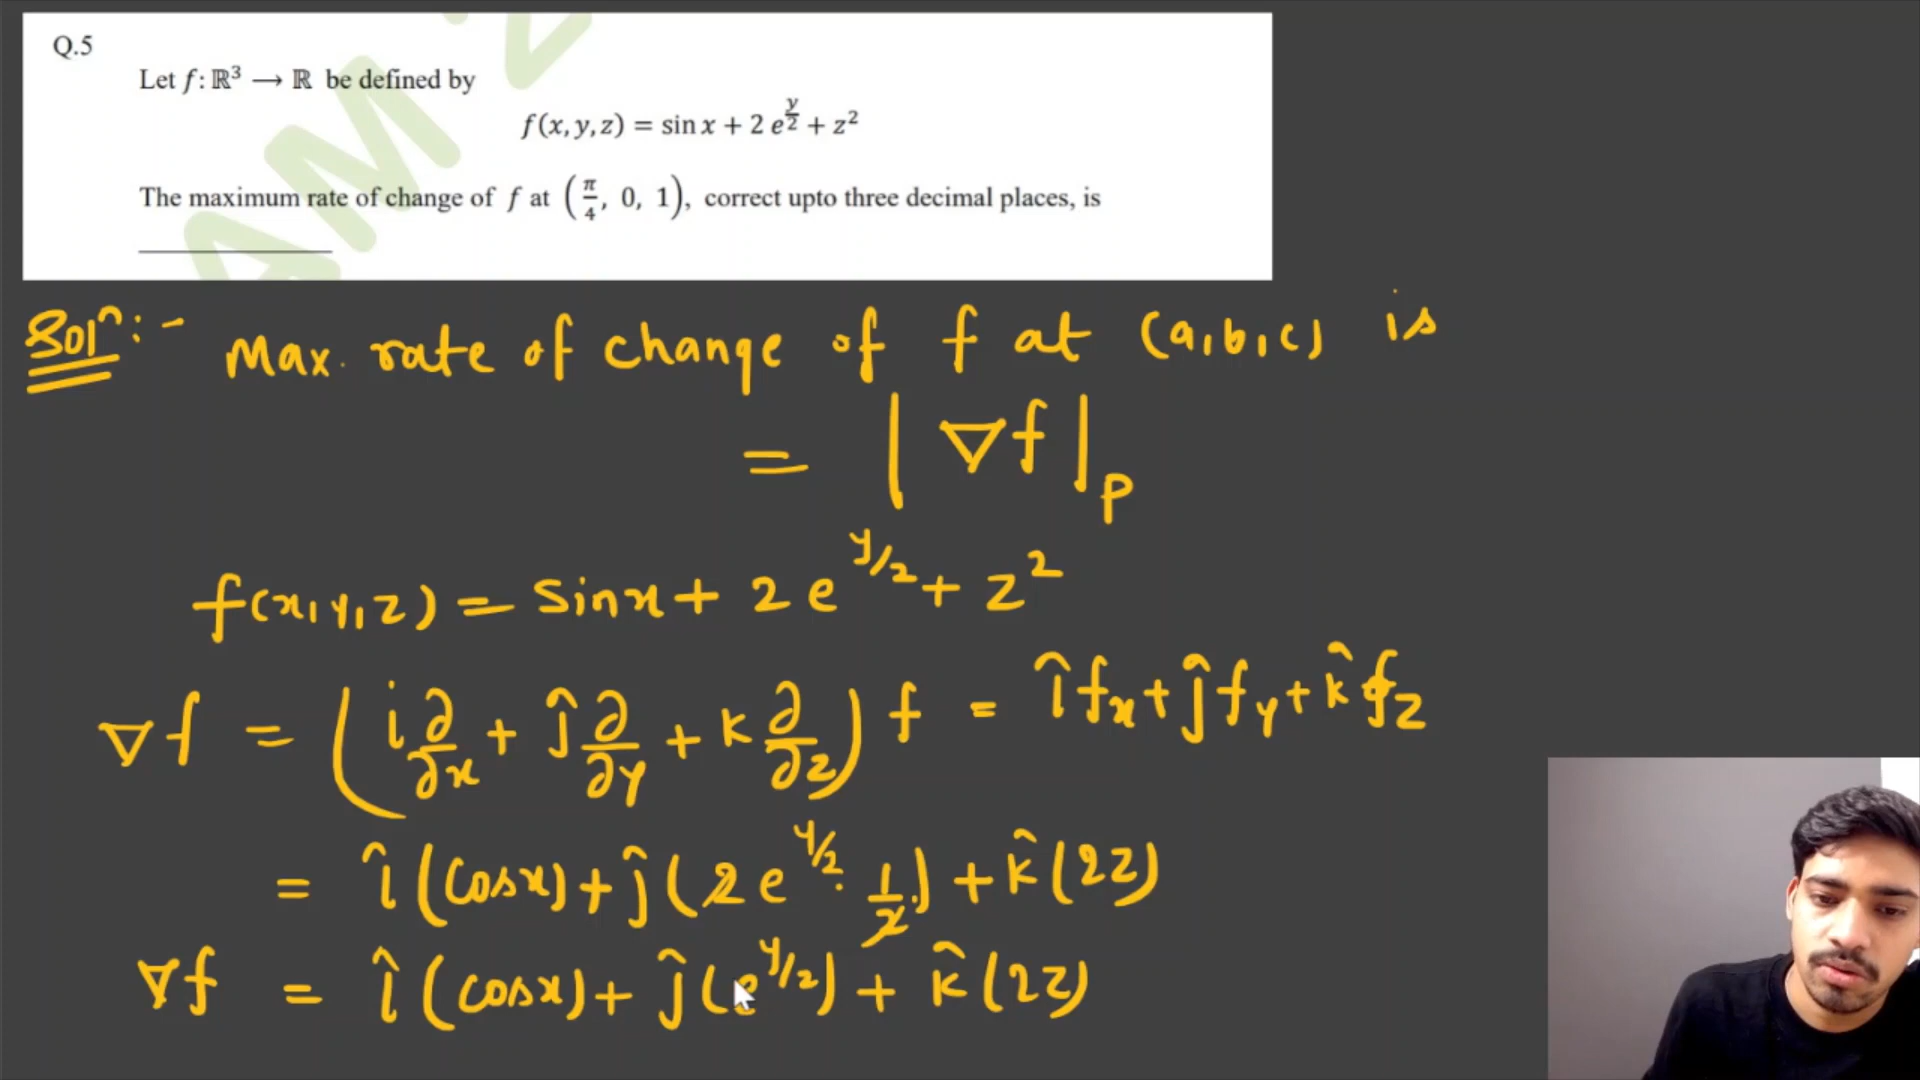 Q.5
Let f: ℝ³ ⟶ ℝ be defined by
f(x, y, z) = sin x + 2 e^(y/2) + z²
The maximum rate of change of f at (π/4, 0, 1), correct upto three decimal places, is
Solⁿ:- Max. rate of change of f at (a,b,c) is
= |∇f|_p
f(x,y,z) = sinx + 2 e^(y/2) + z²
∇f = (i ∂/∂x + ĵ ∂/∂y + k ∂/∂z) f = î fx + ĵ fy + k̂ fz
= î (cosx) + ĵ (2e^(y/2) · 1/2) + k̂ (2z)
∇f = î (cosx) + ĵ (e^(y/2)) + k̂ (2z)